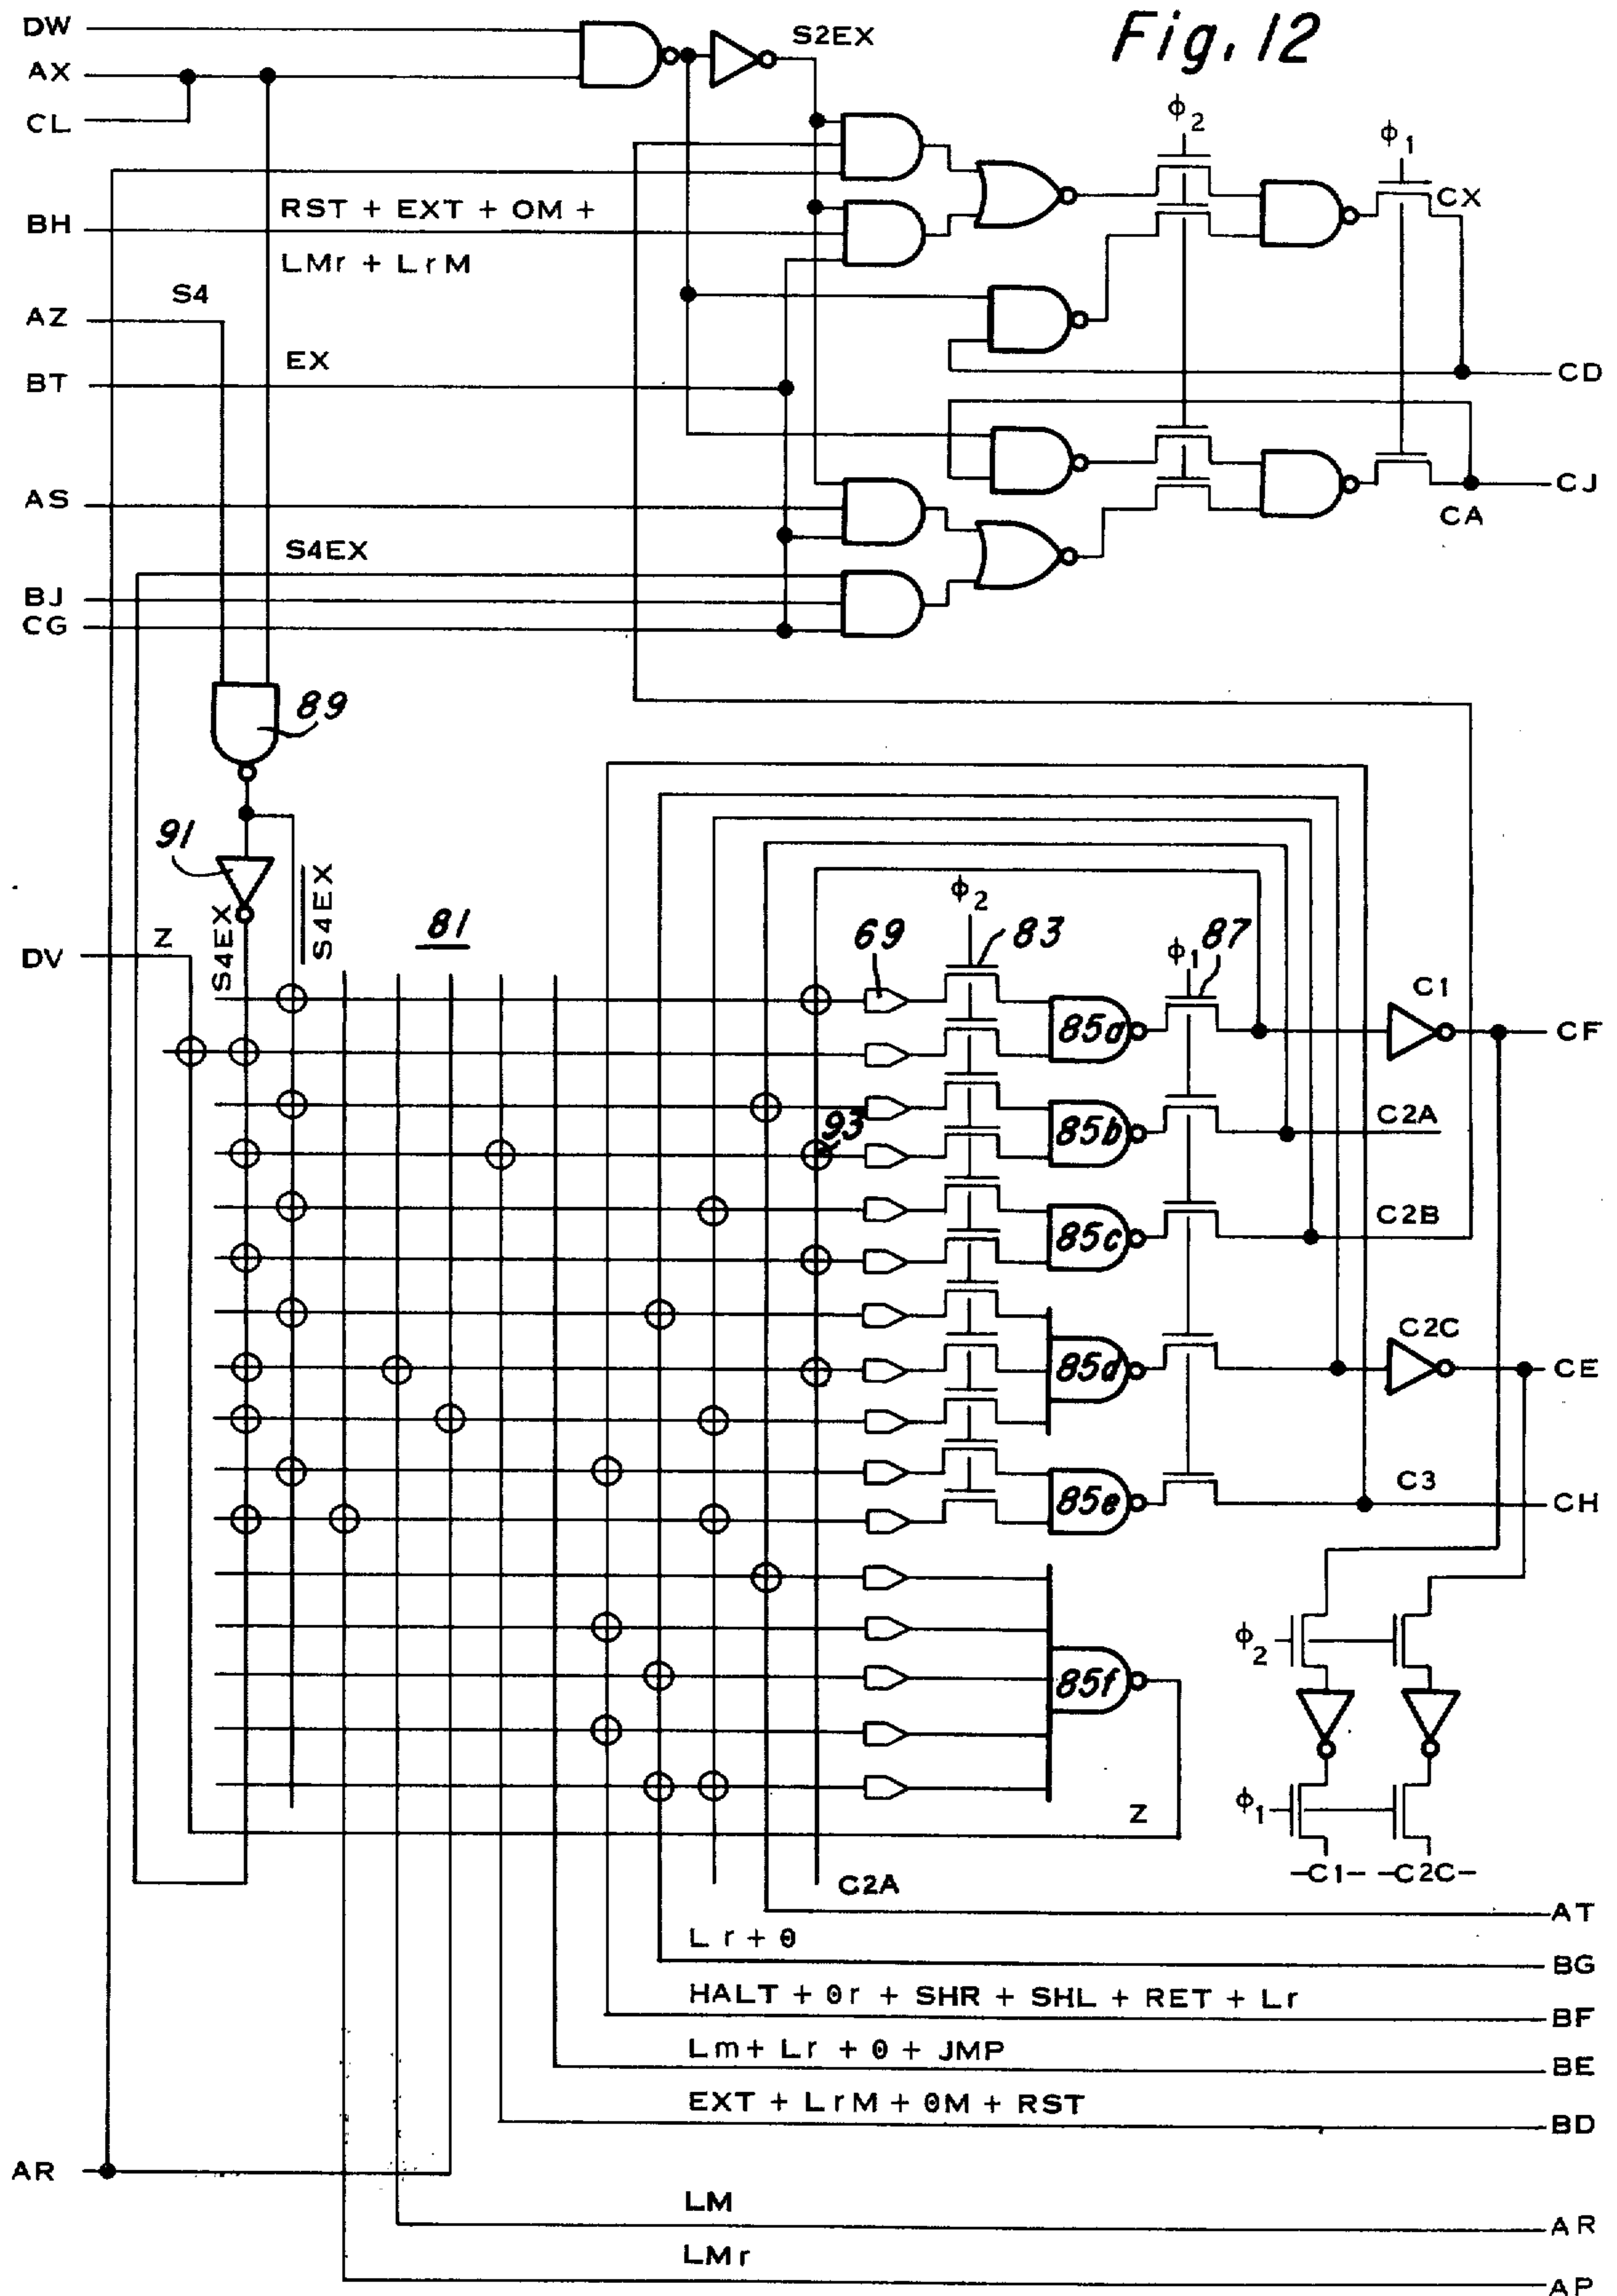 Fig. 12
DW
AX
CL
S2EX
ϕ2
ϕ1
CX
BH
RST + EXT + OM +
LMr + LrM
S4
AZ
EX
BT
CD
AS
CJ
CA
S4EX
BJ
CG
89
91
S4EX
S4EX
81
Z
DV
ϕ2
69
83
ϕ1
87
85a
C1
CF
93
85b
C2A
85c
C2B
85d
C2C
CE
85e
C3
CH
85f
ϕ2
Z
ϕ1
-C1-
-C2C-
C2A
AT
Lr + θ
BG
HALT + θr + SHR + SHL + RET + Lr
BF
Lm + Lr + θ + JMP
BE
EXT + LrM + θM + RST
BD
AR
LM
AR
LMr
AP